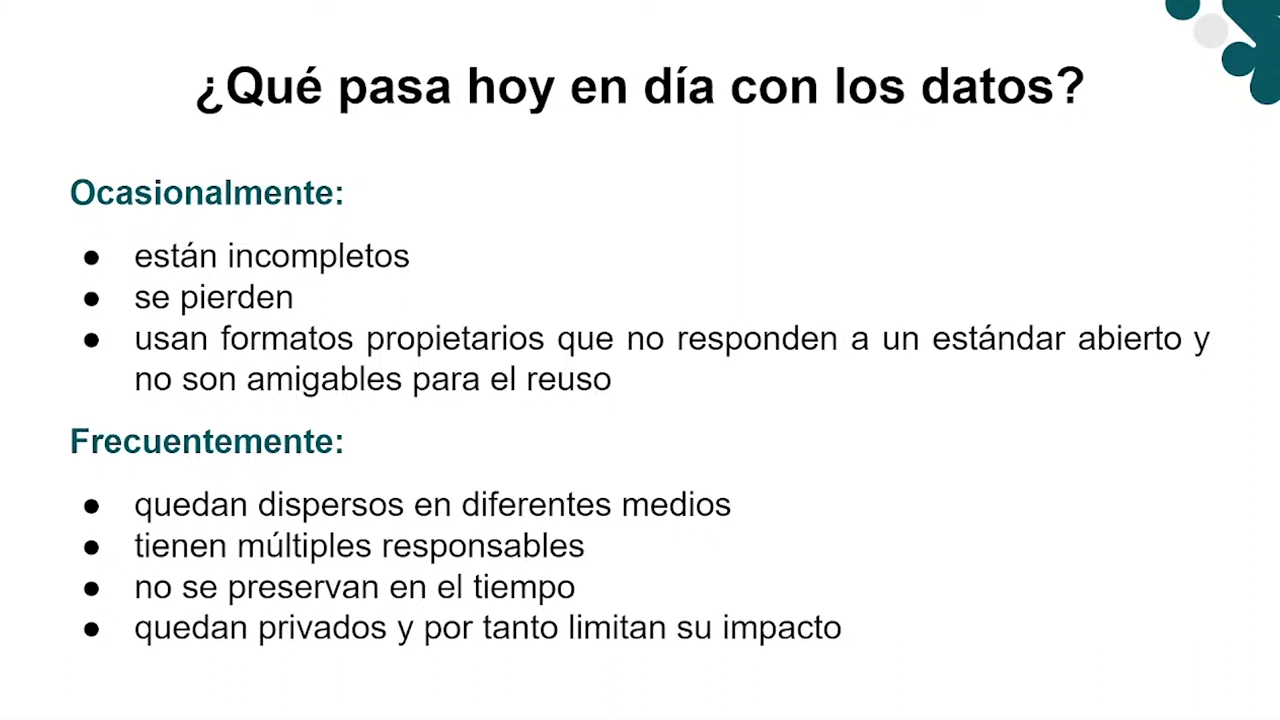 ¿Qué pasa hoy en día con los datos?
Ocasionalmente:
● están incompletos
● se pierden
● usan formatos propietarios que no responden a un estándar abierto y
no son amigables para el reuso
Frecuentemente:
● quedan dispersos en diferentes medios
● tienen múltiples responsables
● no se preservan en el tiempo
● quedan privados y por tanto limitan su impacto